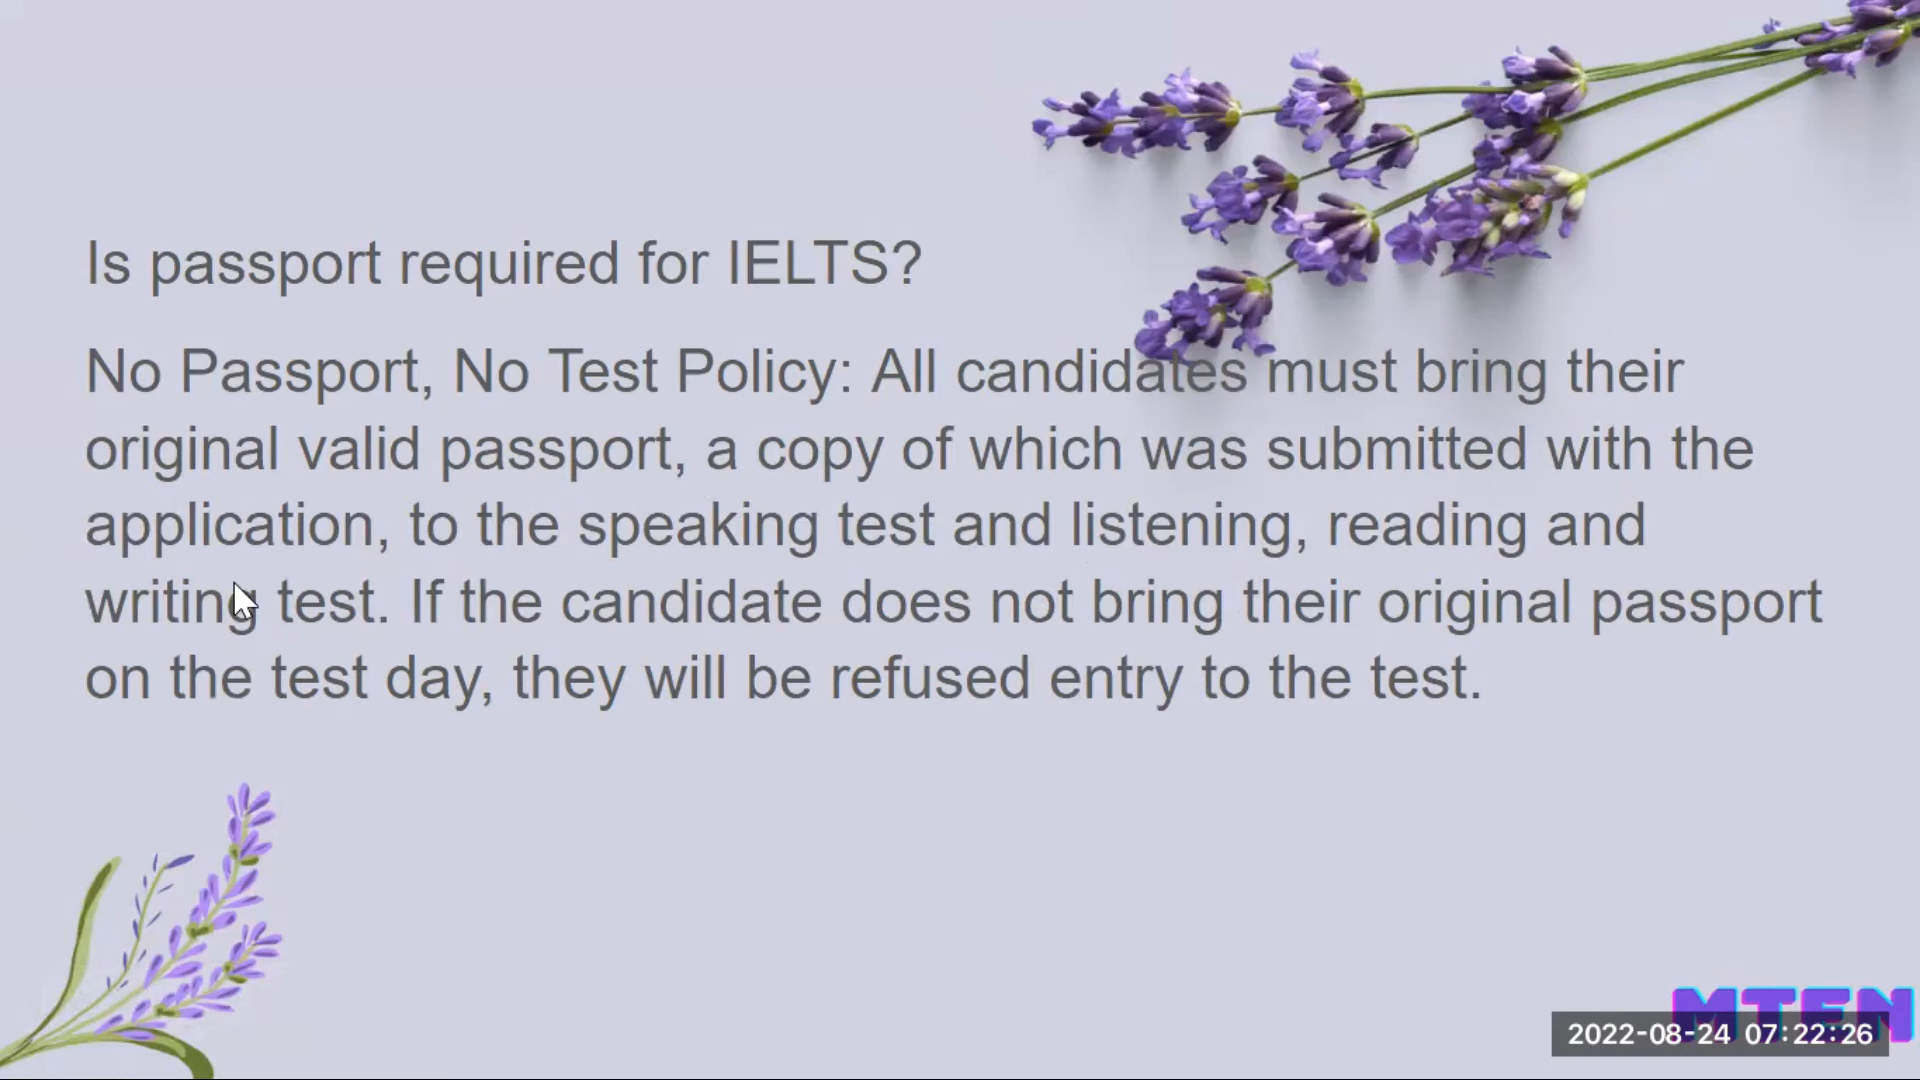 Is passport required for IELTS?
No Passport, No Test Policy: All candidates must bring their
original valid passport, a copy of which was submitted with the
application, to the speaking test and listening, reading and
writing test. If the candidate does not bring their original passport
on the test day, they will be refused entry to the test.
MTEN
2022-08-24 07:22:26